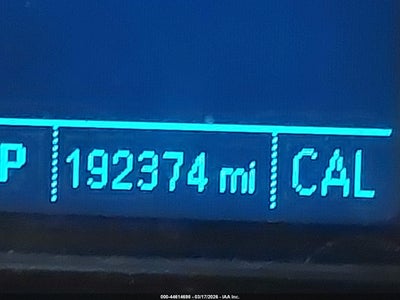 P 192374 mi CAL
000-44614690 - 03/17/2026 - IAA Inc.